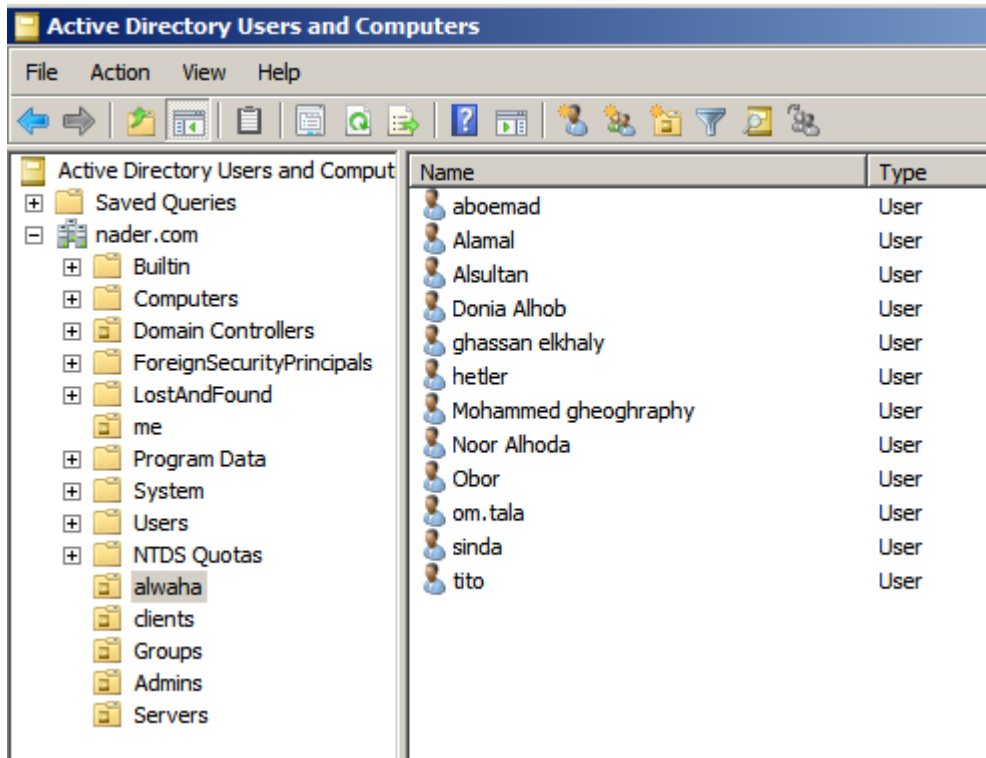 Active Directory Users and Computers
File Action View Help
Active Directory Users and Comput
Saved Queries
nader.com
Builtin
Computers
Domain Controllers
ForeignSecurityPrincipals
LostAndFound
me
Program Data
System
Users
NTDS Quotas
alwaha
clients
Groups
Admins
Servers
Name Type
aboemad User
Alamal User
Alsultan User
Donia Alhob User
ghassan elkhaly User
hetler User
Mohammed gheoghraphy User
Noor Alhoda User
Obor User
om.tala User
sinda User
tito User